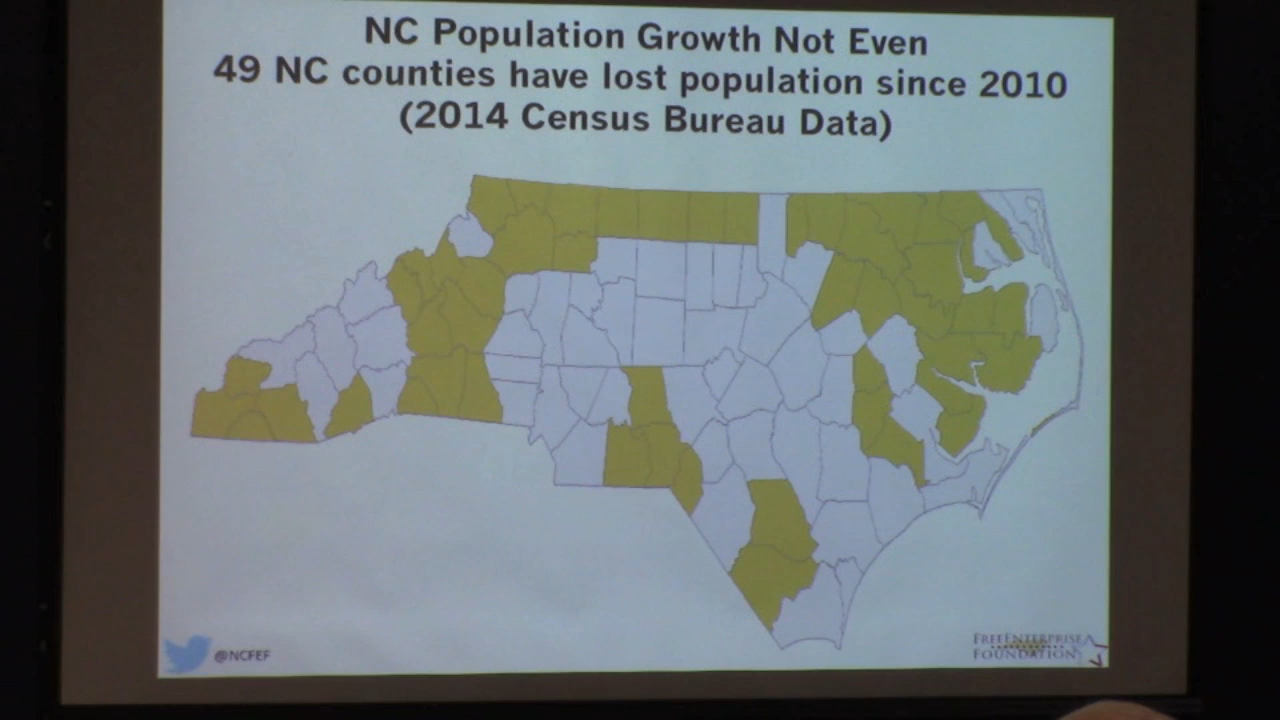 NC Population Growth Not Even
49 NC counties have lost population since 2010
(2014 Census Bureau Data)
@NCFEF
FREEENTERPRISE
FOUNDATION